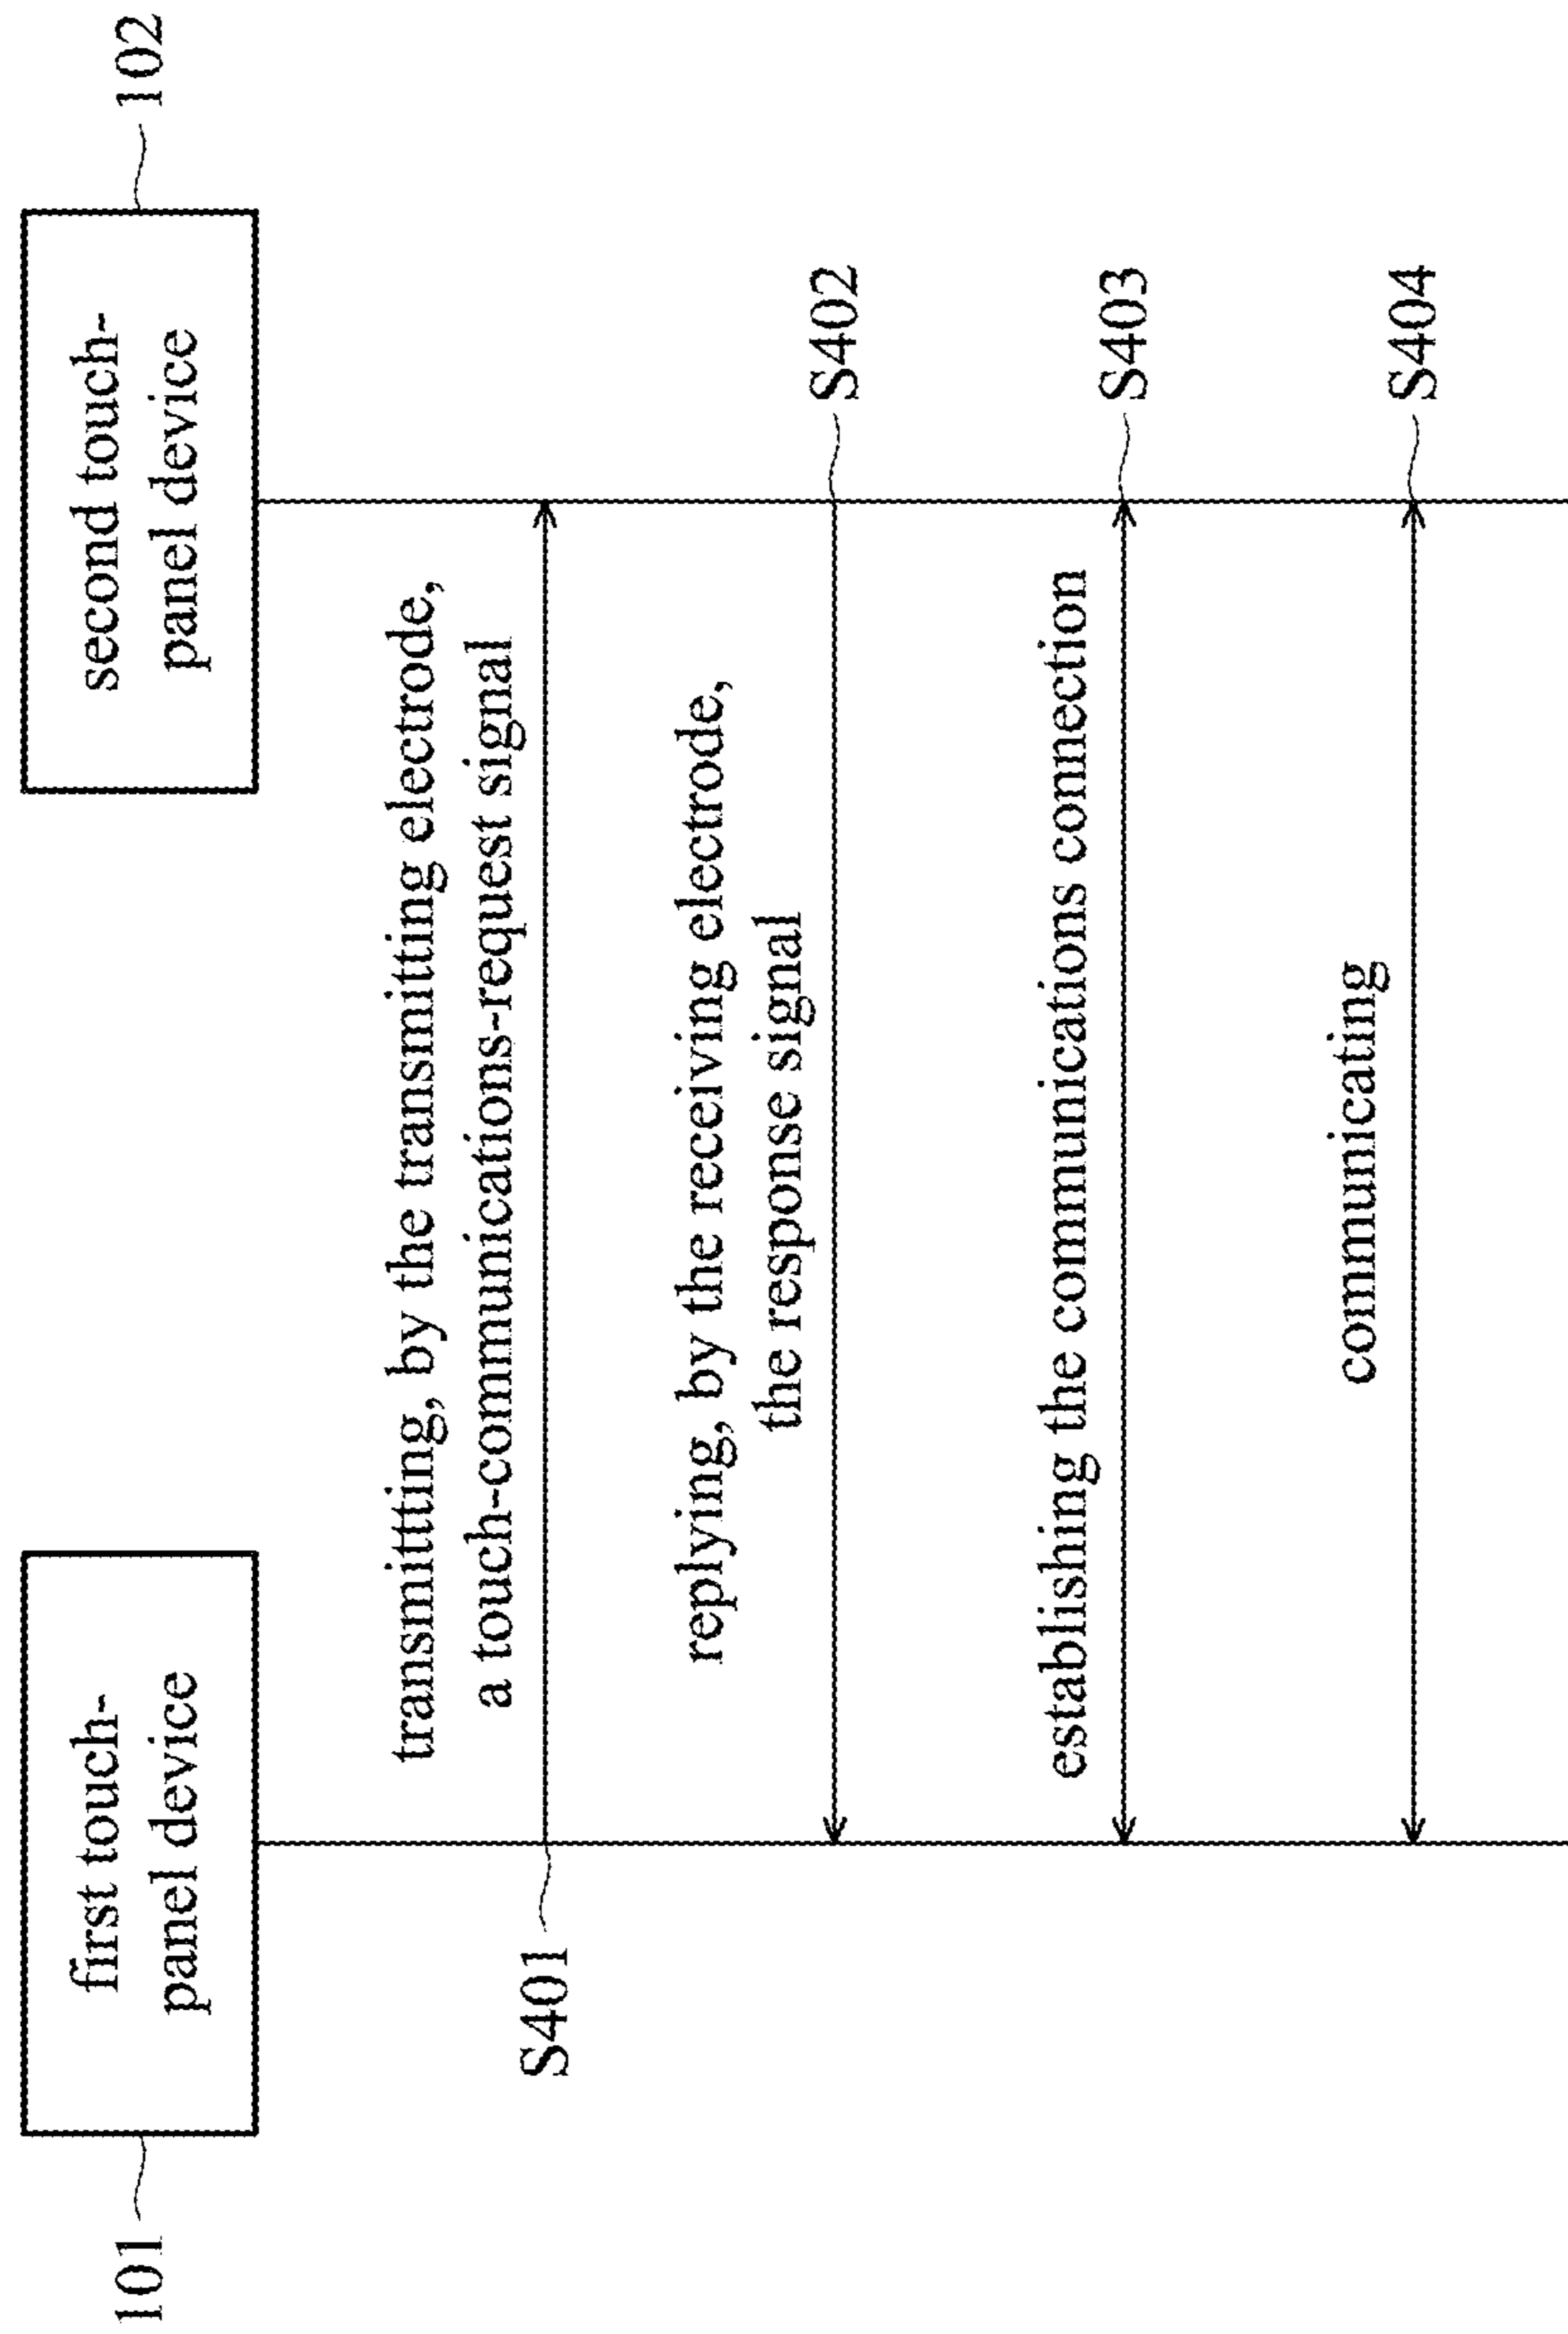 101
first touch-
panel device
second touch-
panel device
102
transmitting, by the transmitting electrode,
a touch-communications-request signal
S401
replying, by the receiving electrode,
the response signal
S402
establishing the communications connection
S403
communicating
S404